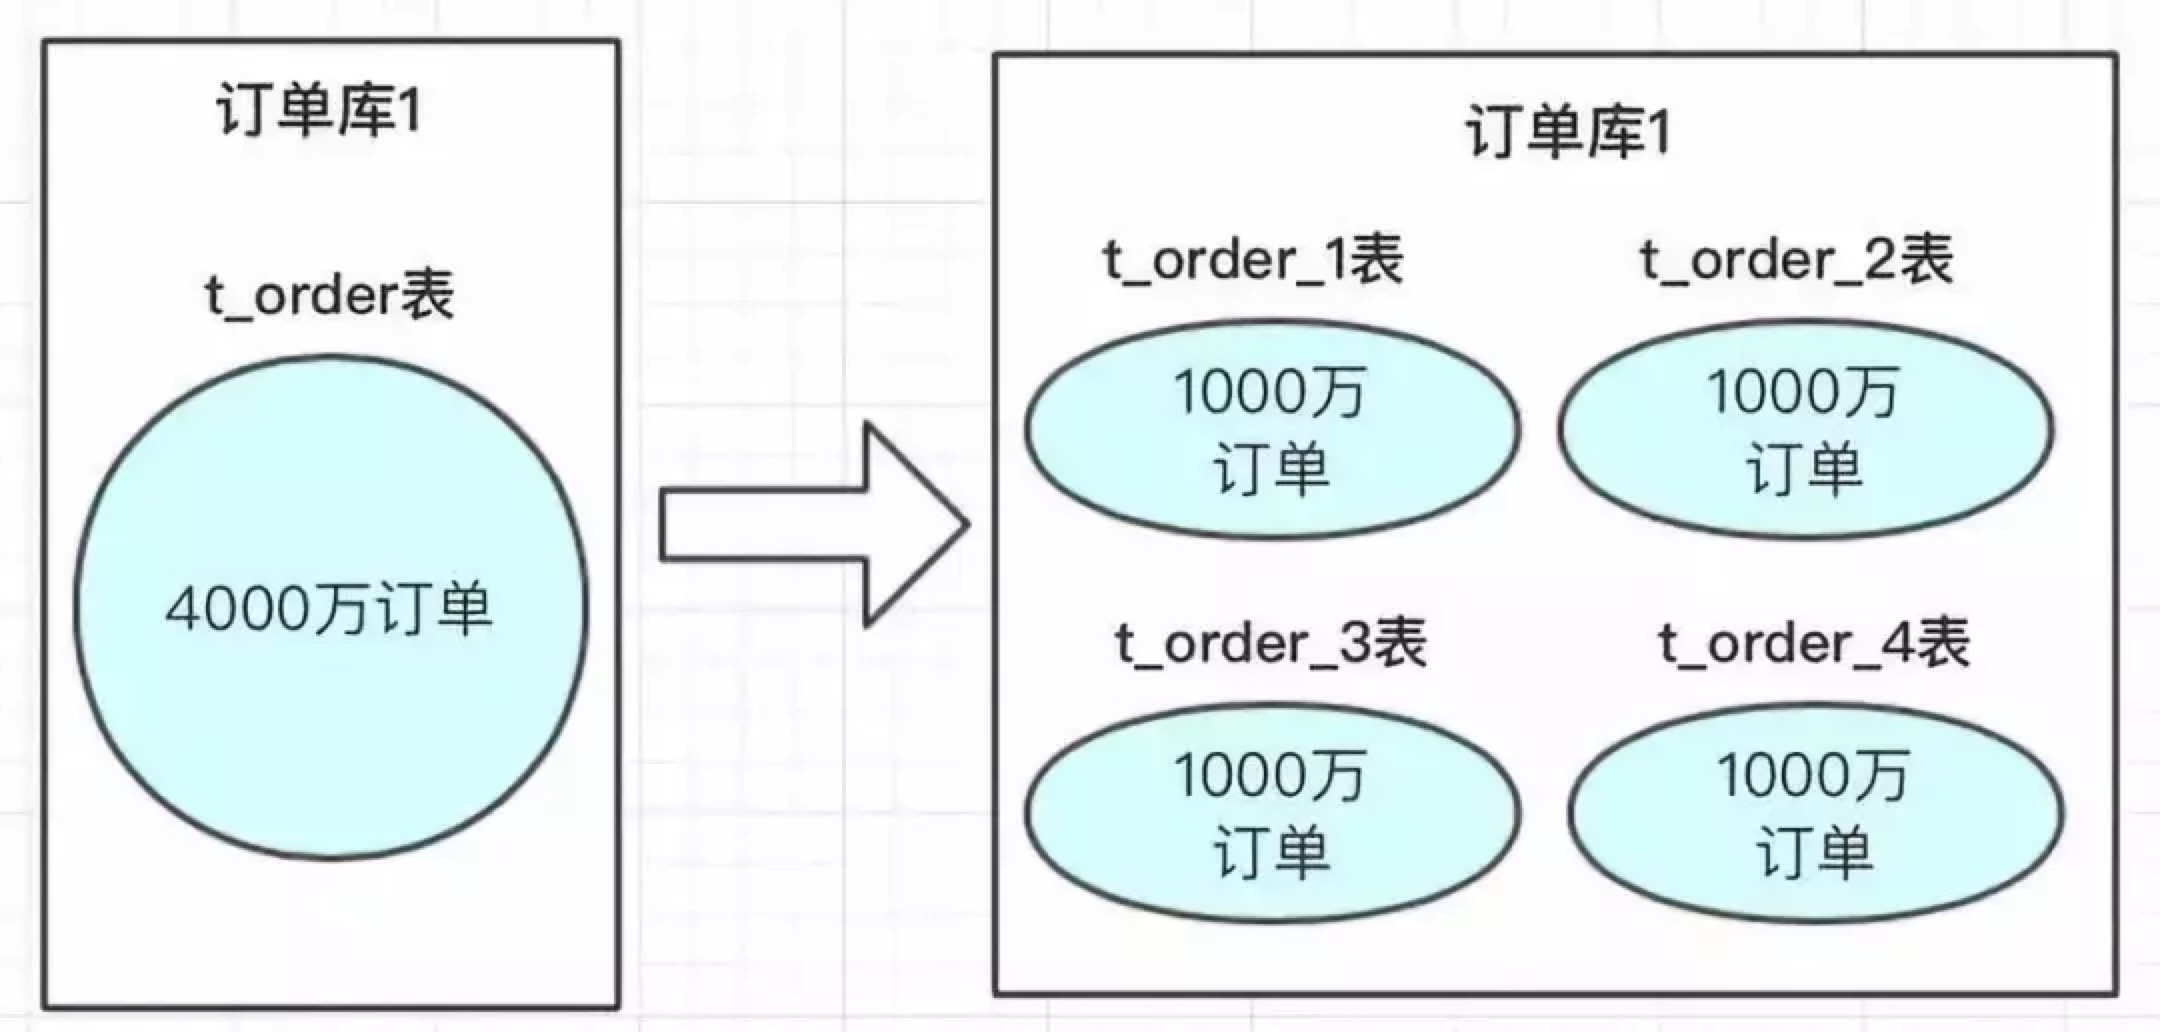 订单库1
t_order表
4000万订单
订单库1
t_order_1表
1000万
订单
t_order_2表
1000万
订单
t_order_3表
1000万
订单
t_order_4表
1000万
订单